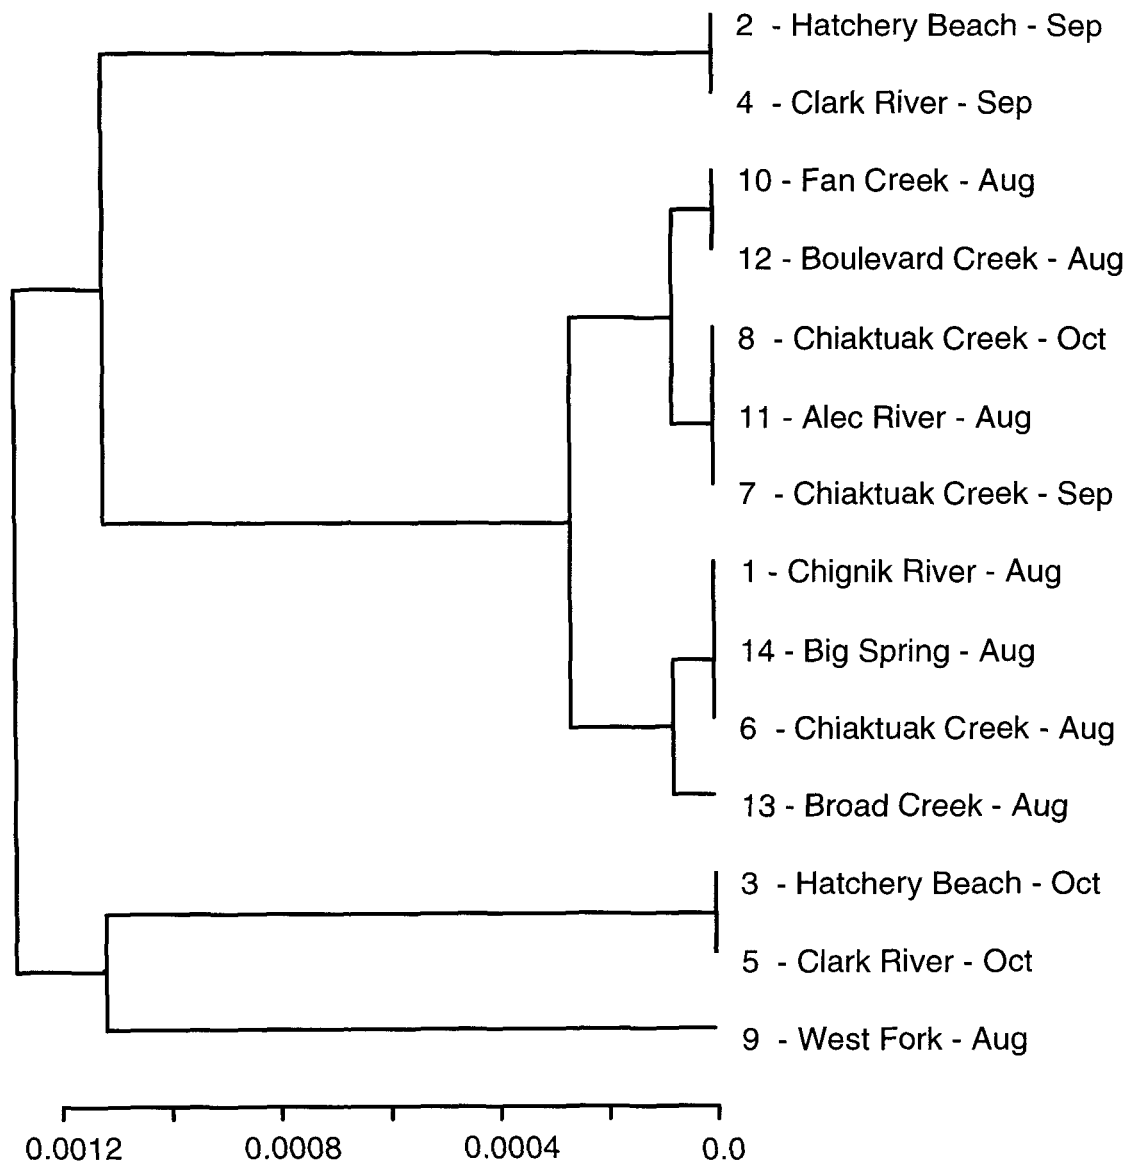 2 - Hatchery Beach - Sep
4 - Clark River - Sep
10 - Fan Creek - Aug
12 - Boulevard Creek - Aug
8 - Chiaktuak Creek - Oct
11 - Alec River - Aug
7 - Chiaktuak Creek - Sep
1 - Chignik River - Aug
14 - Big Spring - Aug
6 - Chiaktuak Creek - Aug
13 - Broad Creek - Aug
3 - Hatchery Beach - Oct
5 - Clark River - Oct
9 - West Fork - Aug
0.0012 0.0008 0.0004 0.0